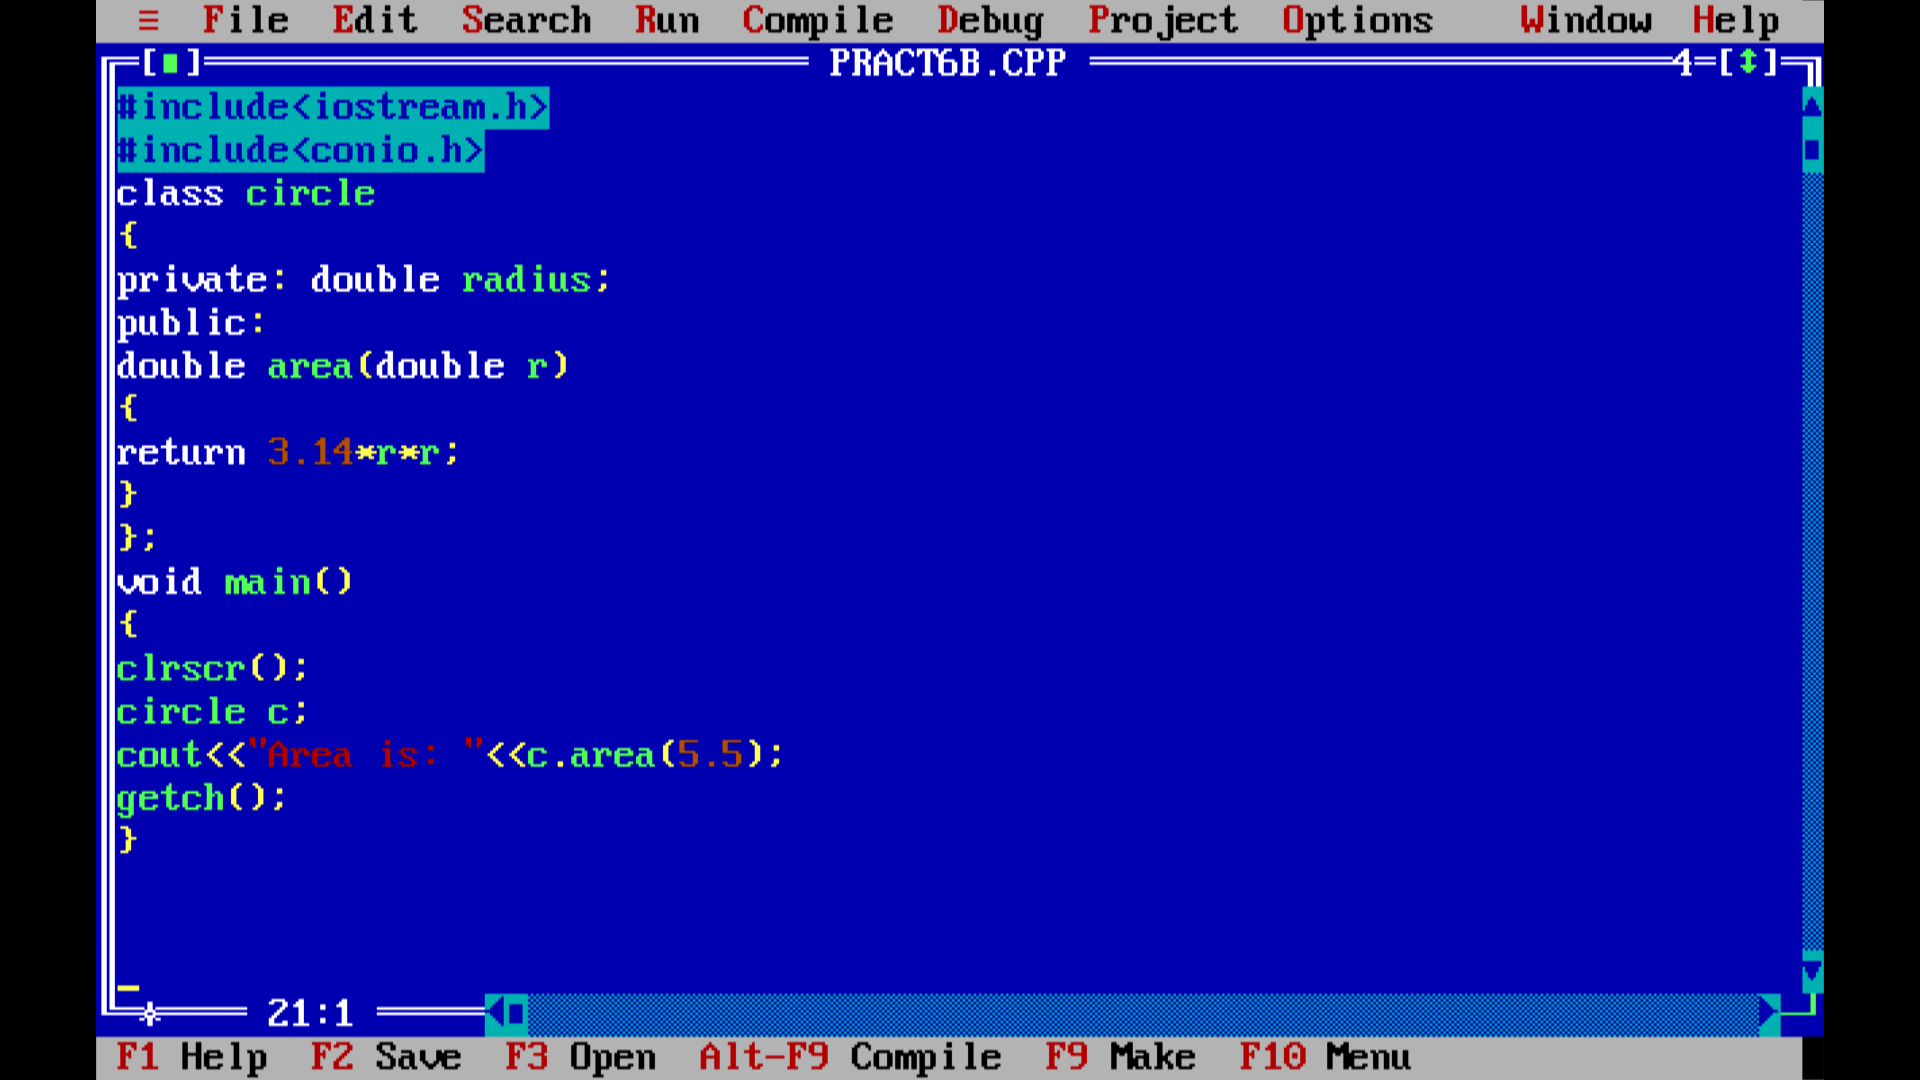 ≡ File Edit Search Run Compile Debug Project Options Window Help
[■] PRACT6B.CPP 4=[↕]
#include<iostream.h>
#include<conio.h>
class circle
{
private: double radius;
public:
double area(double r)
{
return 3.14*r*r;
}
};
void main()
{
clrscr();
circle c;
cout<<"Area is: "<<c.area(5.5);
getch();
}
21:1
F1 Help F2 Save F3 Open Alt-F9 Compile F9 Make F10 Menu